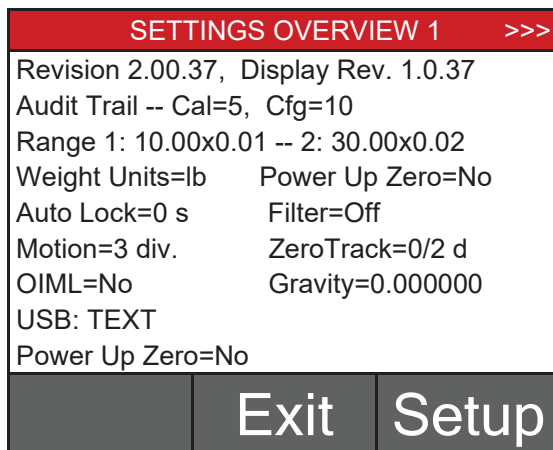 SETTINGS OVERVIEW 1 >>>
Revision 2.00.37, Display Rev. 1.0.37
Audit Trail -- Cal=5, Cfg=10
Range 1: 10.00x0.01 -- 2: 30.00x0.02
Weight Units=lb Power Up Zero=No
Auto Lock=0 s Filter=Off
Motion=3 div. ZeroTrack=0/2 d
OIML=No Gravity=0.000000
USB: TEXT
Power Up Zero=No
Exit Setup